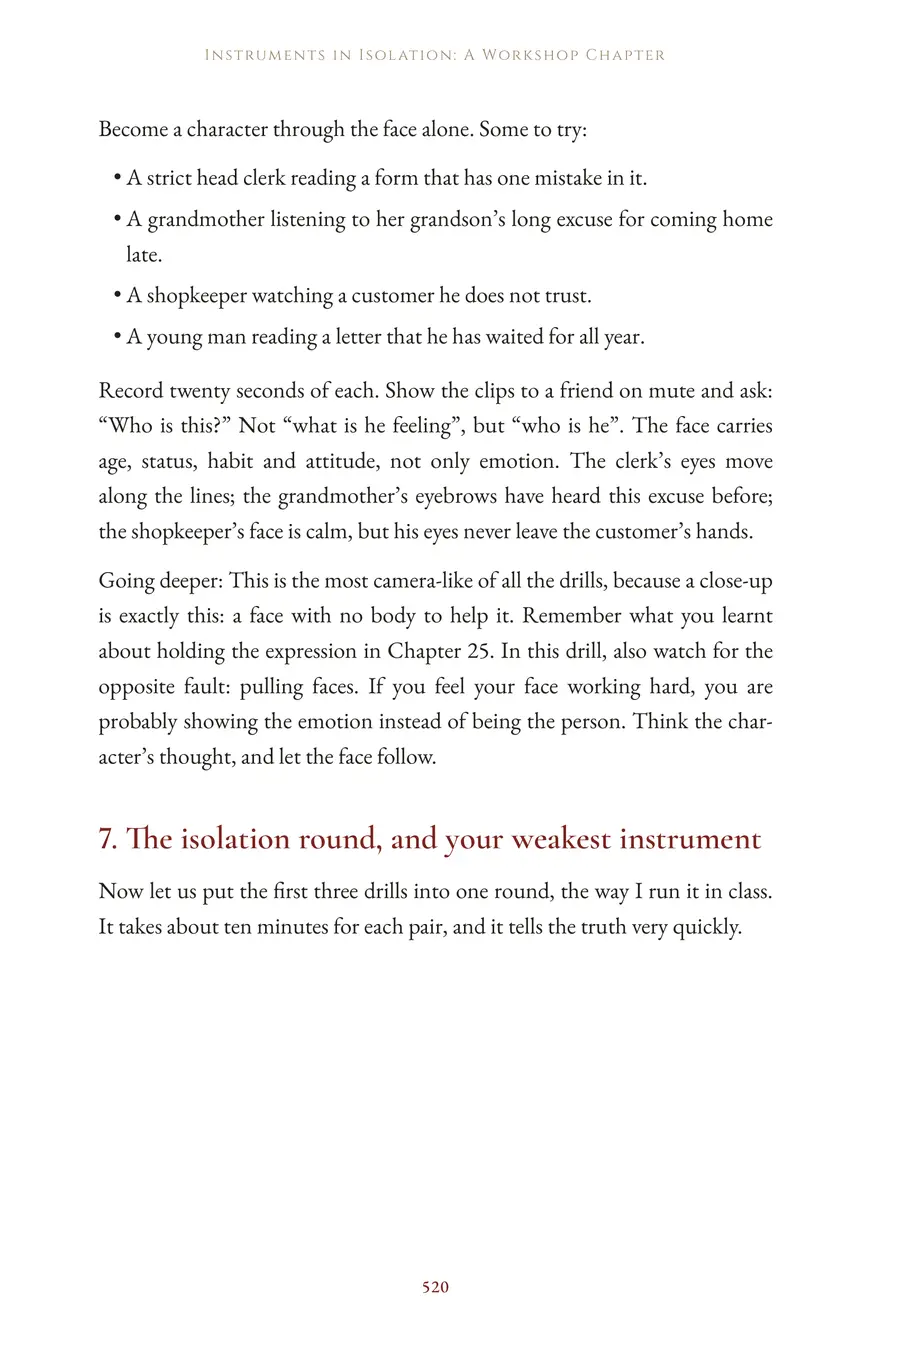 Instruments in Isolation: A Workshop Chapter
Become a character through the face alone. Some to try:
• A strict head clerk reading a form that has one mistake in it.
• A grandmother listening to her grandson’s long excuse for coming home
late.
• A shopkeeper watching a customer he does not trust.
• A young man reading a letter that he has waited for all year.
Record twenty seconds of each. Show the clips to a friend on mute and ask:
“Who is this?” Not “what is he feeling”, but “who is he”. The face carries
age, status, habit and attitude, not only emotion. The clerk’s eyes move
along the lines; the grandmother’s eyebrows have heard this excuse before;
the shopkeeper’s face is calm, but his eyes never leave the customer’s hands.
Going deeper: This is the most camera-like of all the drills, because a close-up
is exactly this: a face with no body to help it. Remember what you learnt
about holding the expression in Chapter 25. In this drill, also watch for the
opposite fault: pulling faces. If you feel your face working hard, you are
probably showing the emotion instead of being the person. Think the char-
acter’s thought, and let the face follow.
7. The isolation round, and your weakest instrument
Now let us put the first three drills into one round, the way I run it in class.
It takes about ten minutes for each pair, and it tells the truth very quickly.
520